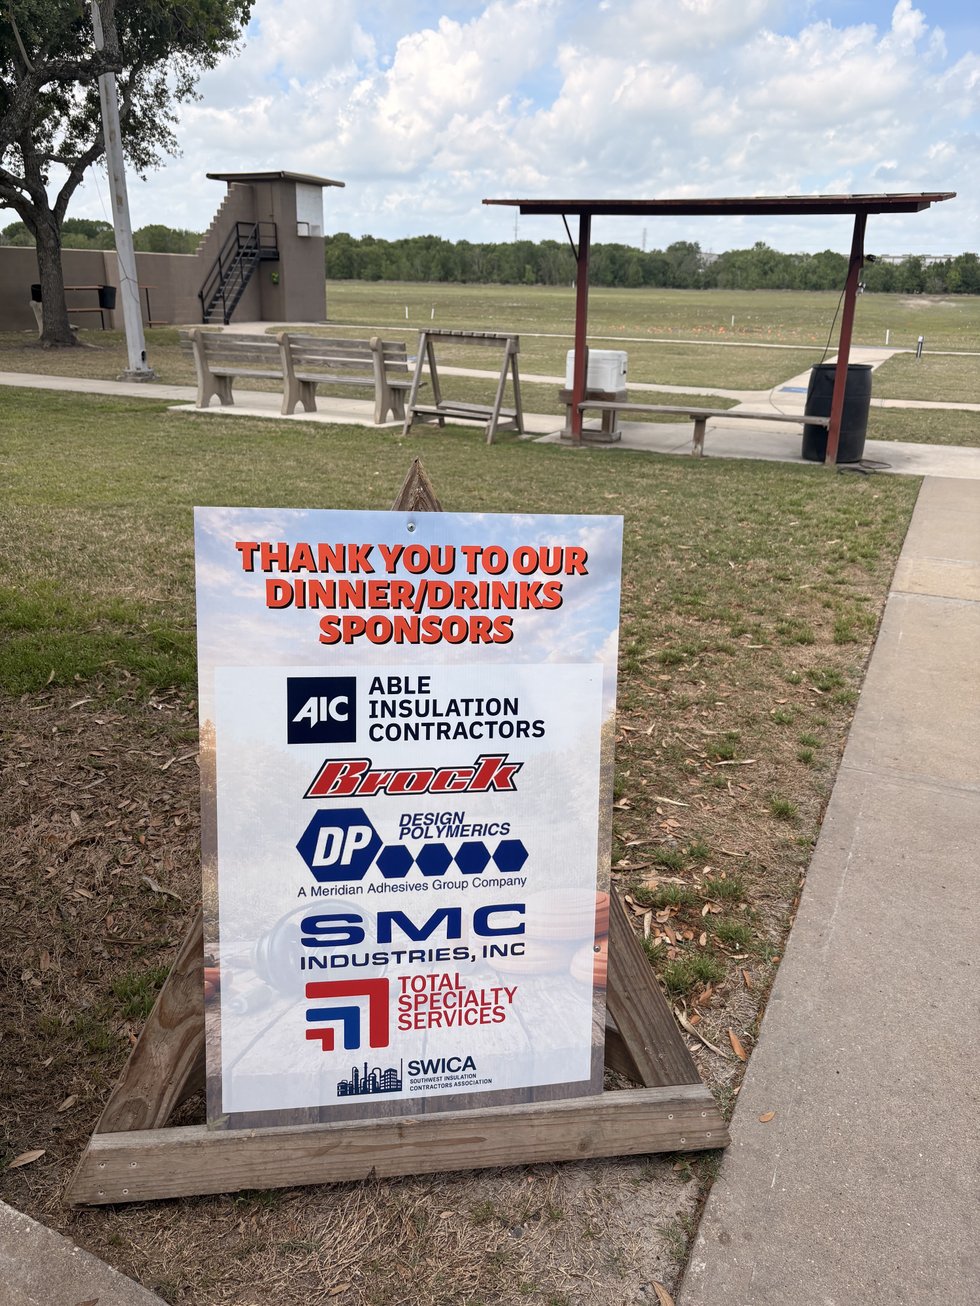 THANK YOU TO OUR
DINNER/DRINKS
SPONSORS
AIC
ABLE
INSULATION
CONTRACTORS
Brock
DP
DESIGN
POLYMERICS
A Meridian Adhesives Group Company
SMC
INDUSTRIES, INC
TOTAL
SPECIALTY
SERVICES
SWICA
SOUTHWEST INSULATION
CONTRACTORS ASSOCIATION